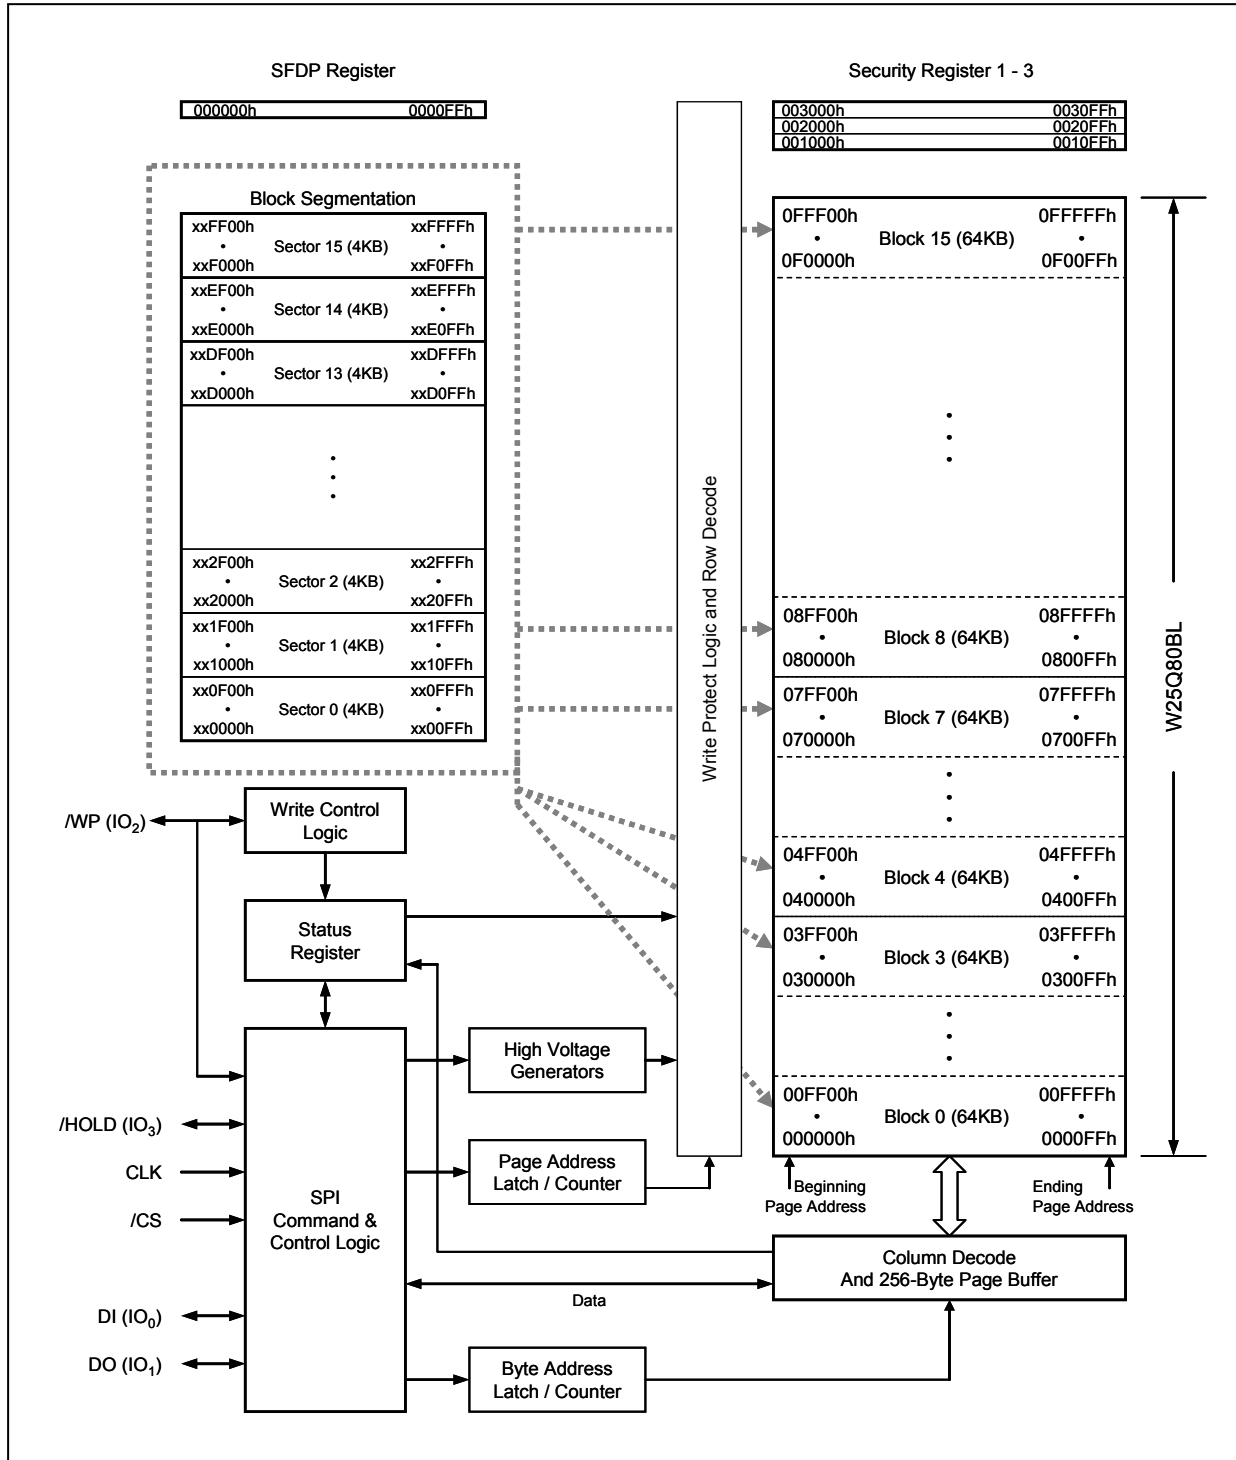 SFDP Register
000000h 0000FFh
Security Register 1 - 3
003000h 0030FFh
002000h 0020FFh
001000h 0010FFh
Block Segmentation
xxFF00h xxFFFFh
• Sector 15 (4KB) •
xxF000h xxF0FFh
xxEF00h xxEFFFh
• Sector 14 (4KB) •
xxE000h xxE0FFh
xxDF00h xxDFFFh
• Sector 13 (4KB) •
xxD000h xxD0FFh
xx2F00h xx2FFFh
• Sector 2 (4KB) •
xx2000h xx20FFh
xx1F00h xx1FFFh
• Sector 1 (4KB) •
xx1000h xx10FFh
xx0F00h xx0FFFh
• Sector 0 (4KB) •
xx0000h xx00FFh
Write Protect Logic and Row Decode
0FFF00h 0FFFFFh
• Block 15 (64KB) •
0F0000h 0F00FFh
08FF00h 08FFFFh
• Block 8 (64KB) •
080000h 0800FFh
07FF00h 07FFFFh
• Block 7 (64KB) •
070000h 0700FFh
04FF00h 04FFFFh
• Block 4 (64KB) •
040000h 0400FFh
03FF00h 03FFFFh
• Block 3 (64KB) •
030000h 0300FFh
00FF00h 00FFFFh
• Block 0 (64KB) •
000000h 0000FFh
W25Q80BL
Beginning
Page Address
Ending
Page Address
/WP (IO2)
Write Control
Logic
Status
Register
High Voltage
Generators
/HOLD (IO3)
CLK
/CS
Page Address
Latch / Counter
SPI
Command &
Control Logic
Column Decode
And 256-Byte Page Buffer
Data
DI (IO0)
DO (IO1)
Byte Address
Latch / Counter